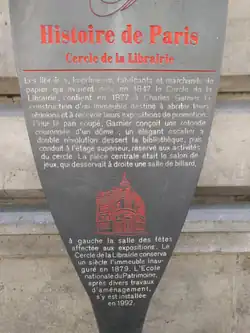 Histoire de Paris
Cercle de la Librairie
Les libraires, imprimeurs, fabricants et marchands de
papier qui avaient créé en 1847 le Cercle de la
Librairie, confient en 1877 à Charles Garnier la
construction d'un immeuble destiné à abriter leurs
réunions et à recevoir leurs expositions de promotion.
Pour le pan coupé, Garnier conçoit une rotonde
couronnée d'un dôme ; un élégant escalier à
double révolution dessert la bibliothèque, puis
conduit à l'étage supérieur, réservé aux activités
du cercle. La pièce centrale était le salon de
jeux, qui desservait à droite une salle de billard,
à gauche la salle des fêtes
affectée aux expositions. Le
Cercle de la Librairie conserva
un siècle l'immeuble inau-
guré en 1879. L'École
nationale du Patrimoine,
après divers travaux
d'aménagement,
s'y est installée
en 1992.